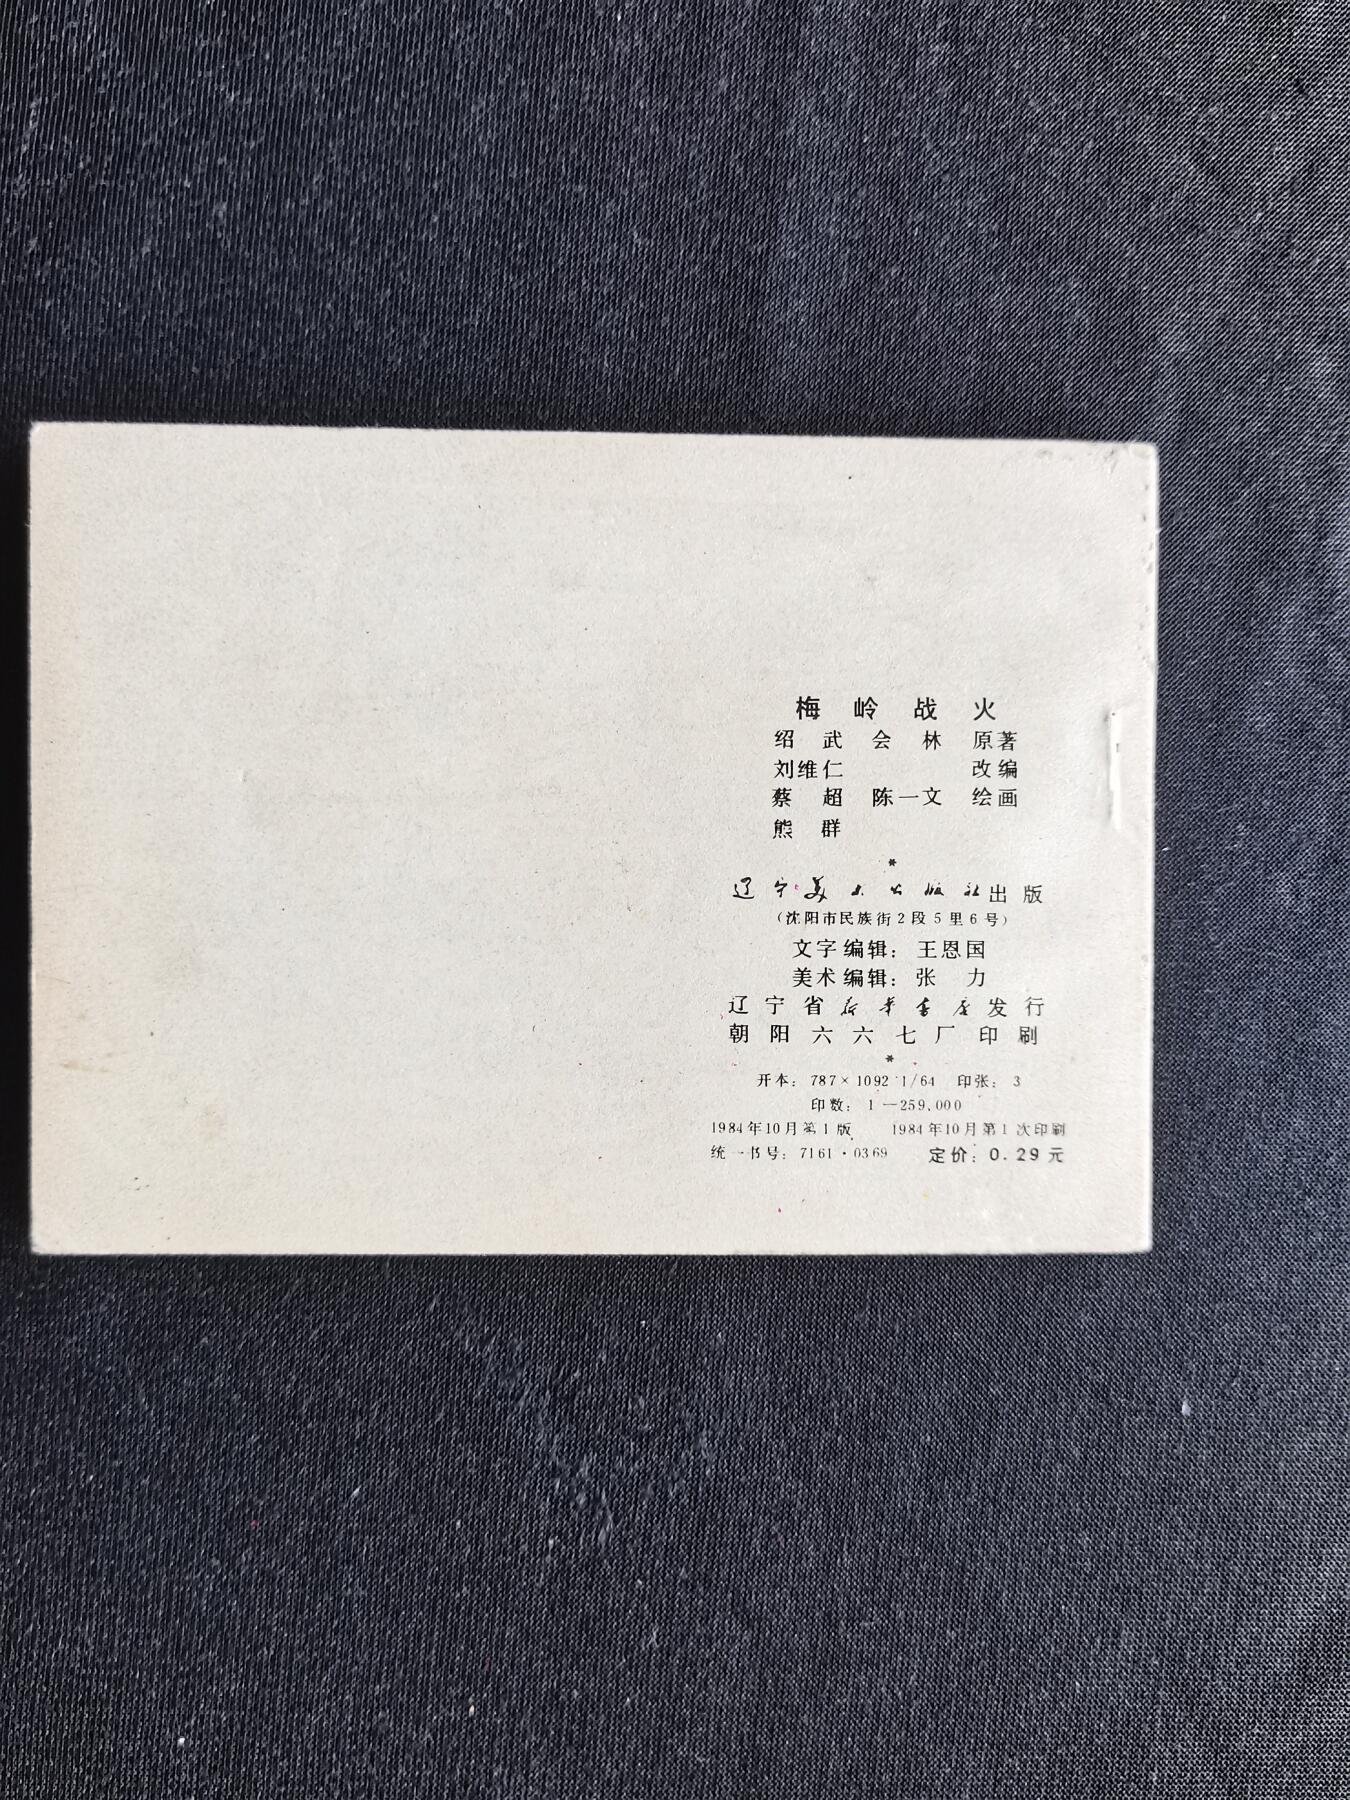 梅岭战火
绍武 会林 原著
刘维仁 改编
蔡超 陈一文 绘画
熊群
*
辽宁美术出版社出版
(沈阳市民族街2段5里6号)
文字编辑：王恩国
美术编辑：张力
辽宁省新华书店发行
朝阳六六七厂印刷
*
开本：787×1092 1/64 印张：3
印数：1—259,000
1984年10月第1版 1984年10月第1次印刷
统一书号：7161·0369 定价：0.29元